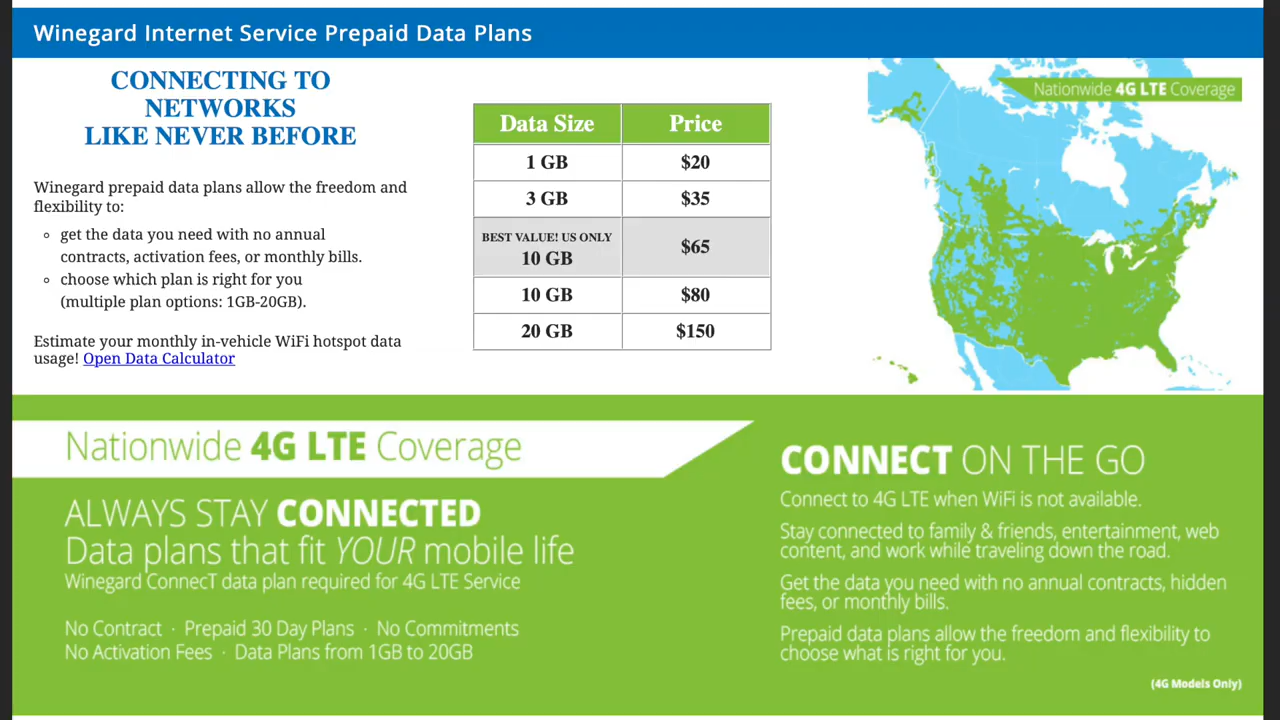 Winegard Internet Service Prepaid Data Plans
CONNECTING TO
NETWORKS
LIKE NEVER BEFORE
Winegard prepaid data plans allow the freedom and
flexibility to:
get the data you need with no annual
contracts, activation fees, or monthly bills.
choose which plan is right for you
(multiple plan options: 1GB-20GB).
Estimate your monthly in-vehicle WiFi hotspot data
usage! Open Data Calculator
Data Size Price
1 GB $20
3 GB $35
BEST VALUE! US ONLY
10 GB $65
10 GB $80
20 GB $150
Nationwide 4G LTE Coverage
Nationwide 4G LTE Coverage
ALWAYS STAY CONNECTED
Data plans that fit YOUR mobile life
Winegard ConnecT data plan required for 4G LTE Service
No Contract · Prepaid 30 Day Plans · No Commitments
No Activation Fees · Data Plans from 1GB to 20GB
CONNECT ON THE GO
Connect to 4G LTE when WiFi is not available.
Stay connected to family & friends, entertainment, web
content, and work while traveling down the road.
Get the data you need with no annual contracts, hidden
fees, or monthly bills.
Prepaid data plans allow the freedom and flexibility to
choose what is right for you.
(4G Models Only)